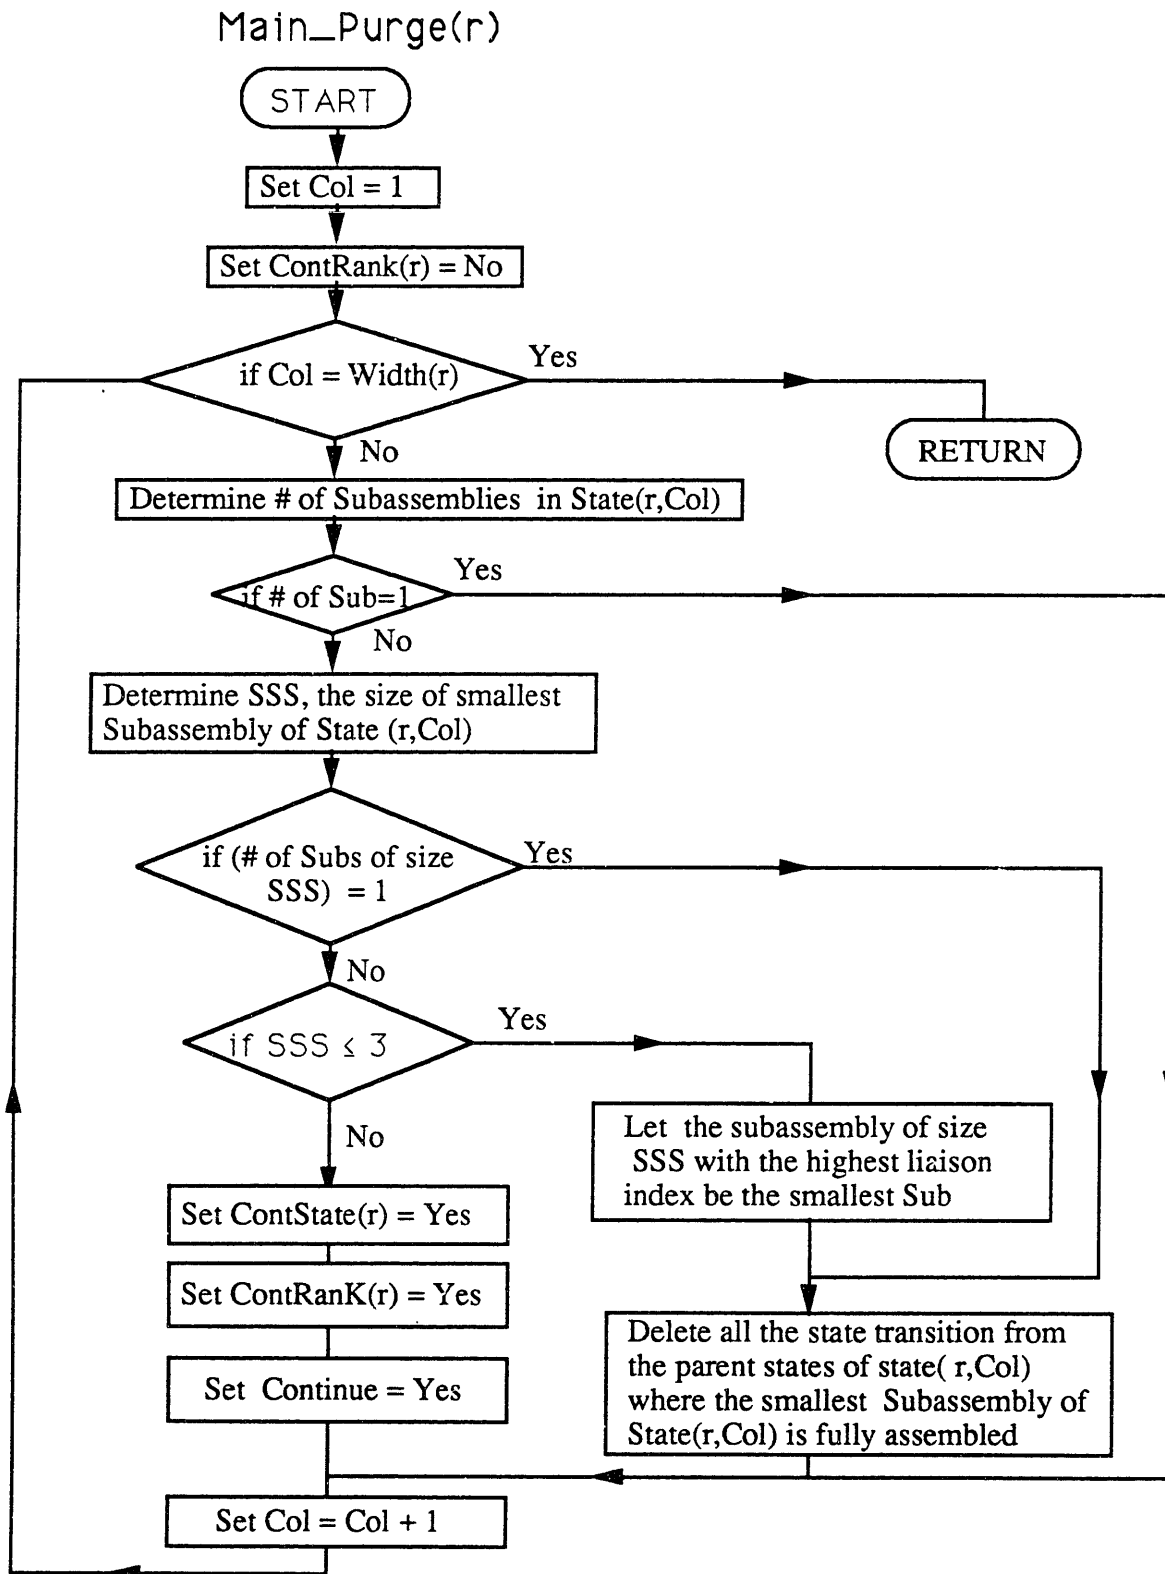 Main_Purge(r)
START
Set Col = 1
Set ContRank(r) = No
if Col = Width(r)
Yes
RETURN
No
Determine # of Subassemblies in State(r,Col)
if # of Sub=1
Yes
No
Determine SSS, the size of smallest
Subassembly of State (r,Col)
if (# of Subs of size
SSS) = 1
Yes
No
if SSS ≤ 3
Yes
No
Let the subassembly of size
SSS with the highest liaison
index be the smallest Sub
Set ContState(r) = Yes
Set ContRanK(r) = Yes
Set Continue = Yes
Delete all the state transition from
the parent states of state( r,Col)
where the smallest Subassembly of
State(r,Col) is fully assembled
Set Col = Col + 1